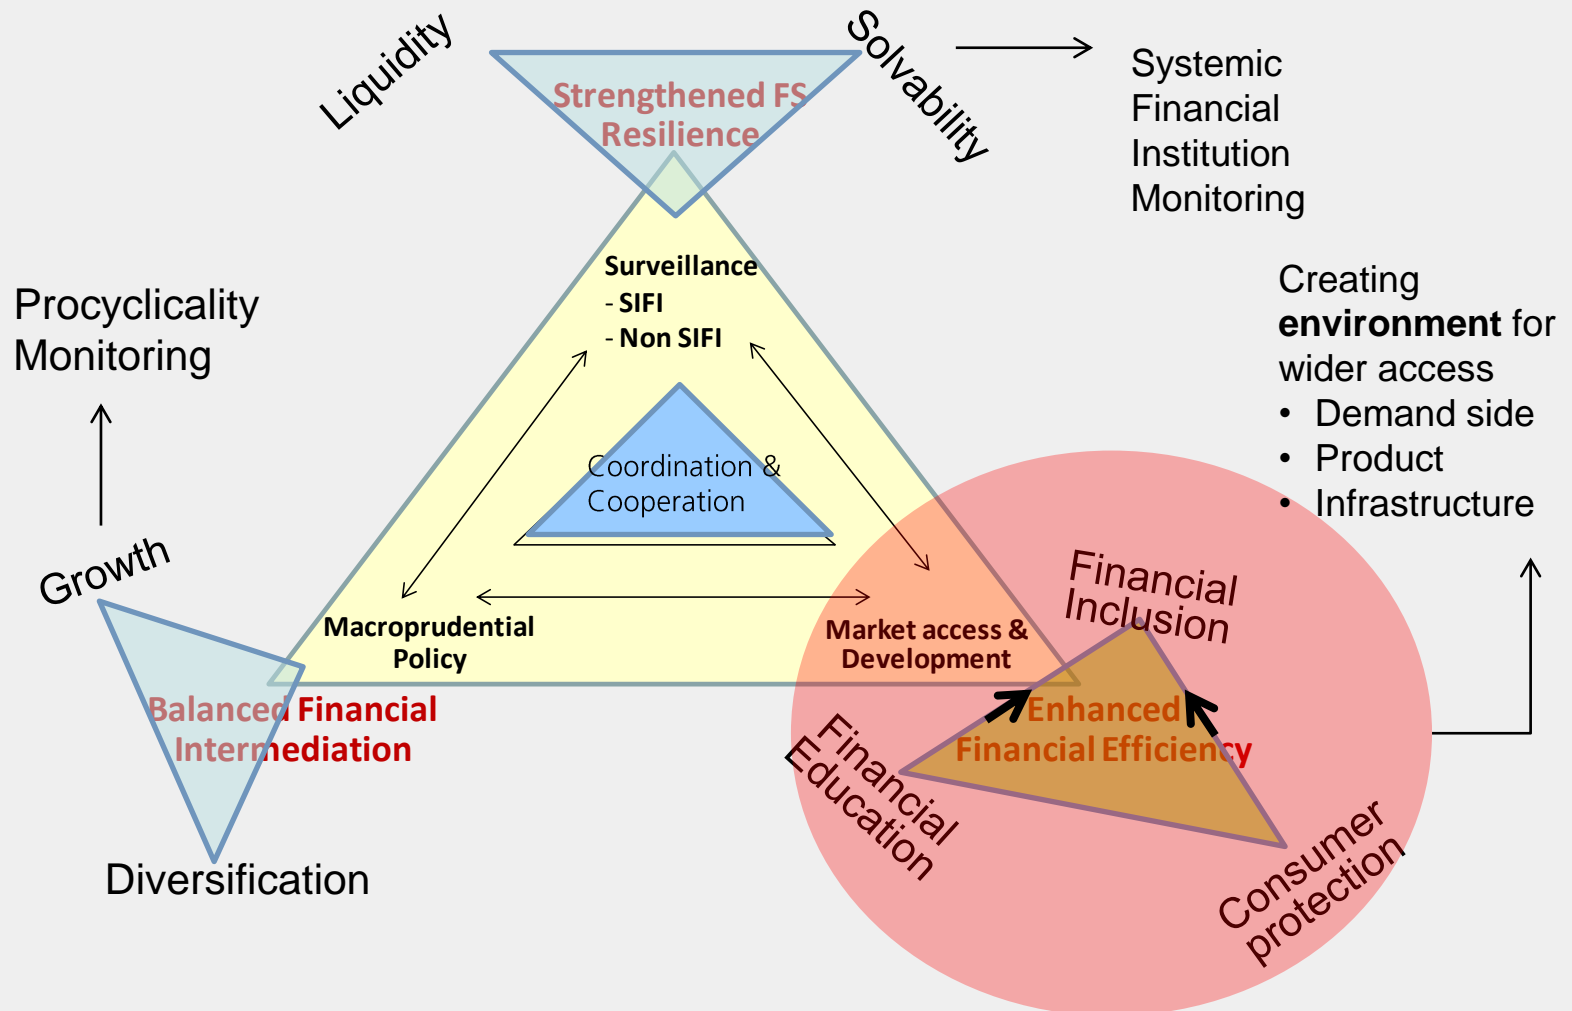 Liquidity
Solvability
Strengthened FS
Resilience
Systemic
Financial
Institution
Monitoring
Surveillance
- SIFI
- Non SIFI
Procyclicality
Monitoring
Creating
environment for
wider access
• Demand side
• Product
• Infrastructure
Coordination &
Cooperation
Growth
Macroprudential
Policy
Market access &
Development
Financial
Inclusion
Balanced Financial
Intermediation
Enhanced
Financial Efficiency
Financial
Education
Diversification
Consumer
protection